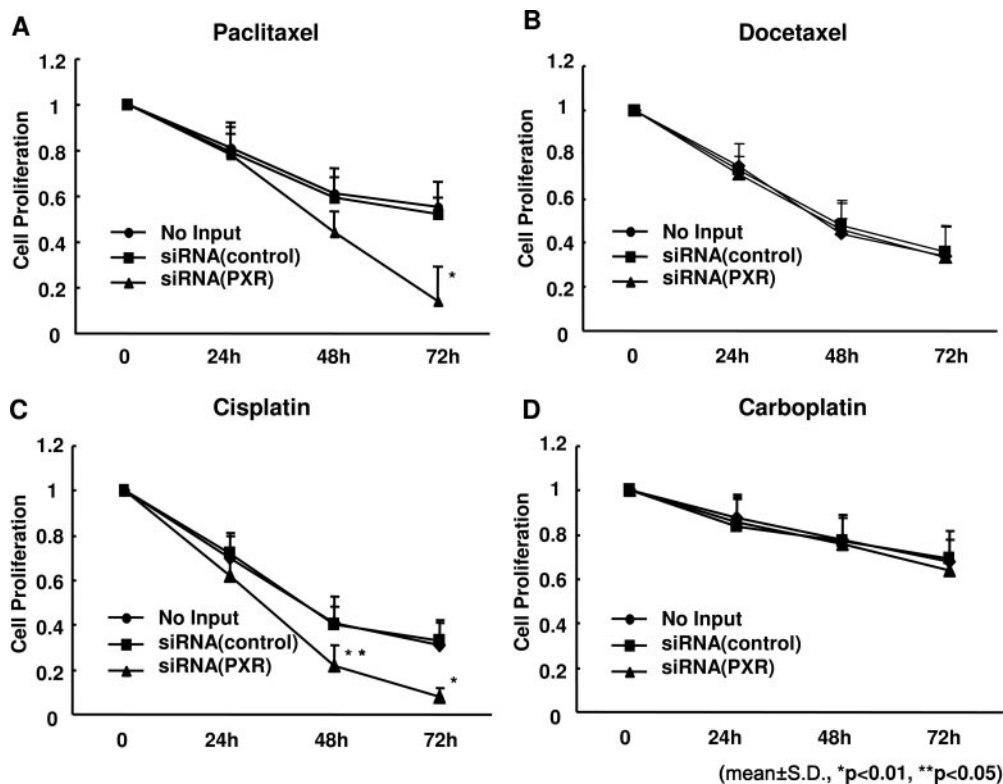 A
Paclitaxel
1.2
1
0.8
0.6
0.4
0.2
0
Cell Proliferation
No Input
siRNA(control)
siRNA(PXR)
*
0 24h 48h 72h
B
Docetaxel
1.2
1
0.8
0.6
0.4
0.2
0
Cell Proliferation
No Input
siRNA(control)
siRNA(PXR)
0 24h 48h 72h
C
Cisplatin
1.2
1
0.8
0.6
0.4
0.2
0
Cell Proliferation
No Input
siRNA(control)
siRNA(PXR)
* *
*
0 24h 48h 72h
D
Carboplatin
1.2
1
0.8
0.6
0.4
0.2
0
Cell Proliferation
No Input
siRNA(control)
siRNA(PXR)
0 24h 48h 72h
(mean±S.D., *p<0.01, **p<0.05)